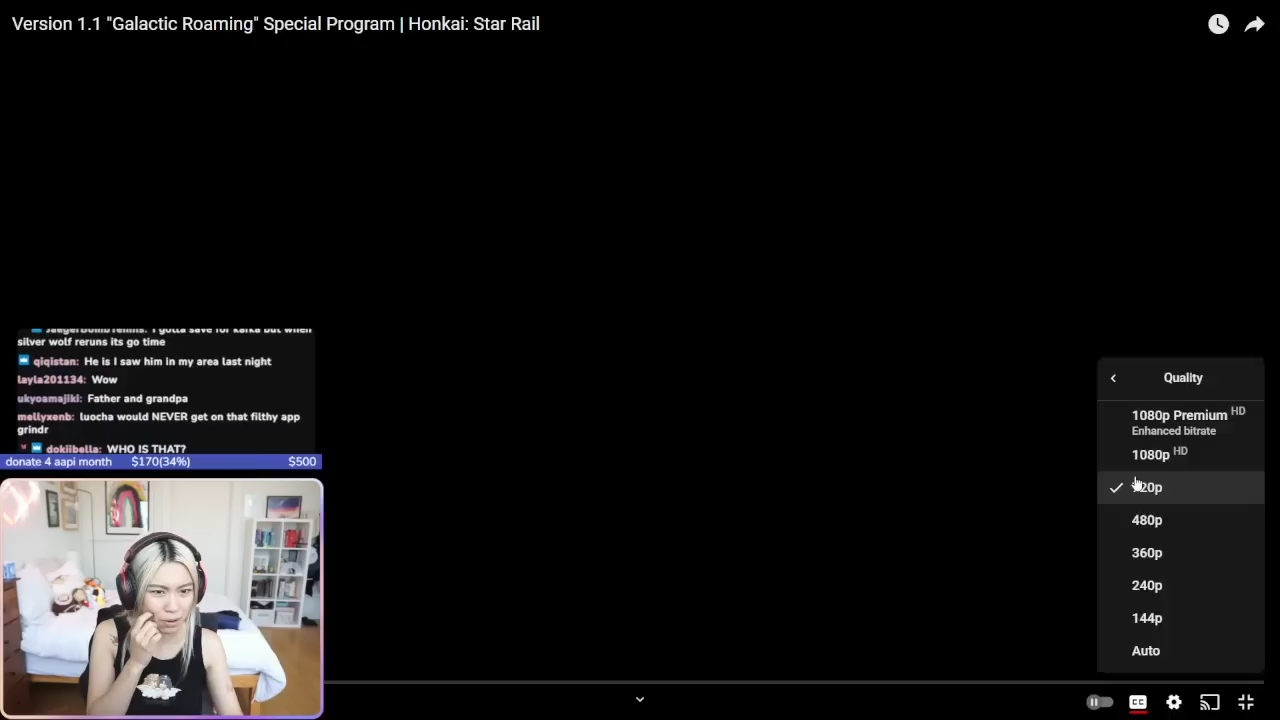 Version 1.1 "Galactic Roaming" Special Program | Honkai: Star Rail
silver wolf reruns its go time
qiqistan: He is I saw him in my area last night
layla201134: Wow
ukyoamajiki: Father and grandpa
mellyxenb: luocha would NEVER get on that filthy app
grindr
dokiibella: WHO IS THAT?
donate 4 aapi month $170(34%) $500
Quality
1080p Premium HD
Enhanced bitrate
1080p HD
480p
360p
240p
144p
Auto
CC